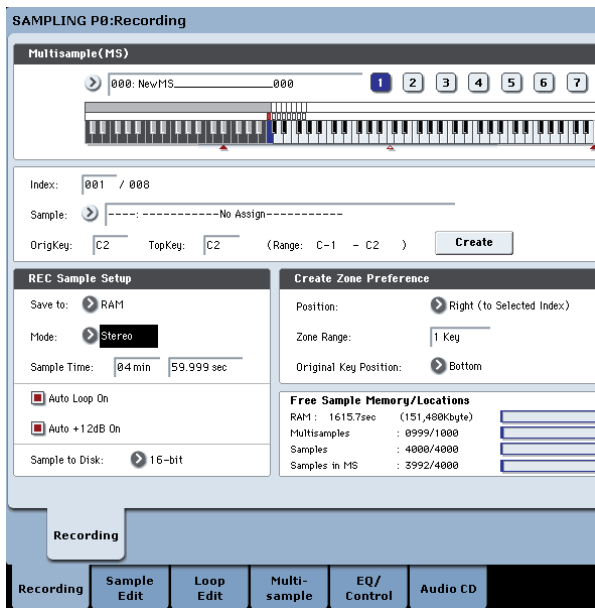 SAMPLING P0:Recording
Multisample(MS)
000: NewMS____________000
1 2 3 4 5 6 7
Index: 001 / 008
Sample: ----: ------------No Assign------------
OrigKey: C2 TopKey: C2 (Range: C-1 - C2 ) Create
REC Sample Setup
Save to: RAM
Mode: Stereo
Sample Time: 04 min 59.999 sec
Auto Loop On
Auto +12dB On
Sample to Disk: 16-bit
Create Zone Preference
Position: Right (to Selected Index)
Zone Range: 1 Key
Original Key Position: Bottom
Free Sample Memory/Locations
RAM : 1615.7sec (151,480Kbyte)
Multisamples : 0999/1000
Samples : 4000/4000
Samples in MS : 3992/4000
Recording
Recording
Sample Edit
Loop Edit
Multi-sample
EQ/Control
Audio CD